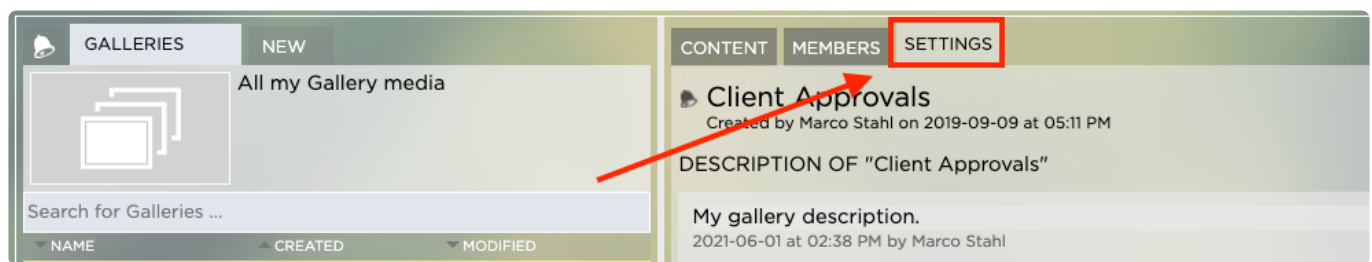 GALLERIES
NEW
All my Gallery media
Search for Galleries ...
NAME
CREATED
MODIFIED
CONTENT
MEMBERS
SETTINGS
Client Approvals
Created by Marco Stahl on 2019-09-09 at 05:11 PM
DESCRIPTION OF "Client Approvals"
My gallery description.
2021-06-01 at 02:38 PM by Marco Stahl